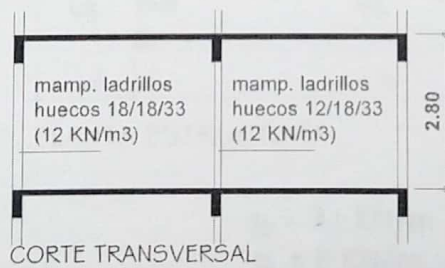 mamp. ladrillos
huecos 18/18/33
(12 KN/m3)
mamp. ladrillos
huecos 12/18/33
(12 KN/m3)
2.80
CORTE TRANSVERSAL